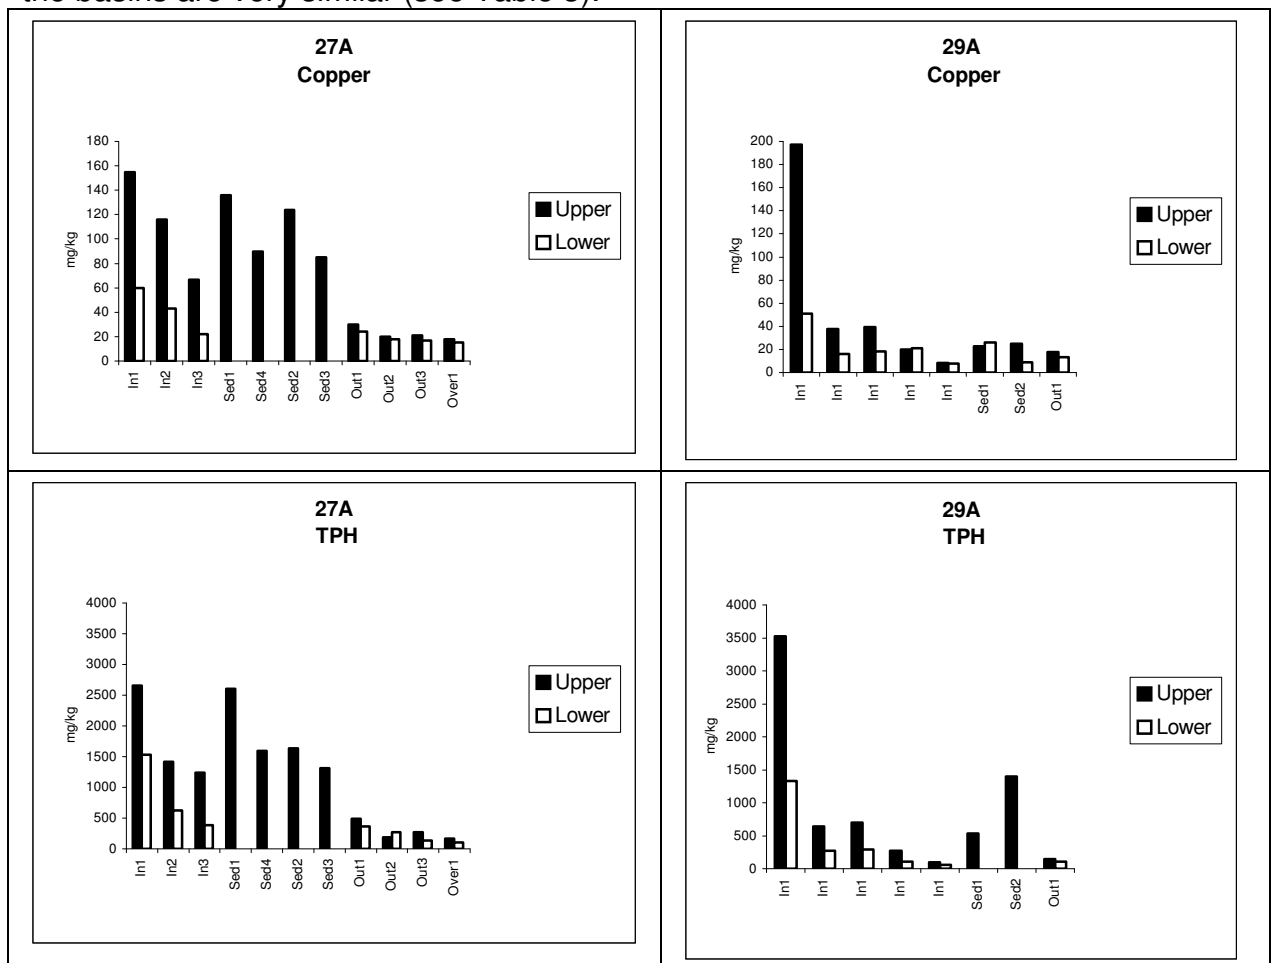 the basins are very similar (see Table 3).
27A
Copper
180
160
140
120
100
80
60
40
20
0
mg/kg
In1
In2
In3
Sed1
Sed4
Sed2
Sed3
Out1
Out2
Out3
Over1
Upper
Lower
29A
Copper
200
180
160
140
120
100
80
60
40
20
0
mg/kg
In1
In1
In1
In1
In1
Sed1
Sed2
Out1
Upper
Lower
27A
TPH
4000
3500
3000
2500
2000
1500
1000
500
0
mg/kg
In1
In2
In3
Sed1
Sed4
Sed2
Sed3
Out1
Out2
Out3
Over1
Upper
Lower
29A
TPH
4000
3500
3000
2500
2000
1500
1000
500
0
mg/kg
In1
In1
In1
In1
In1
Sed1
Sed2
Out1
Upper
Lower